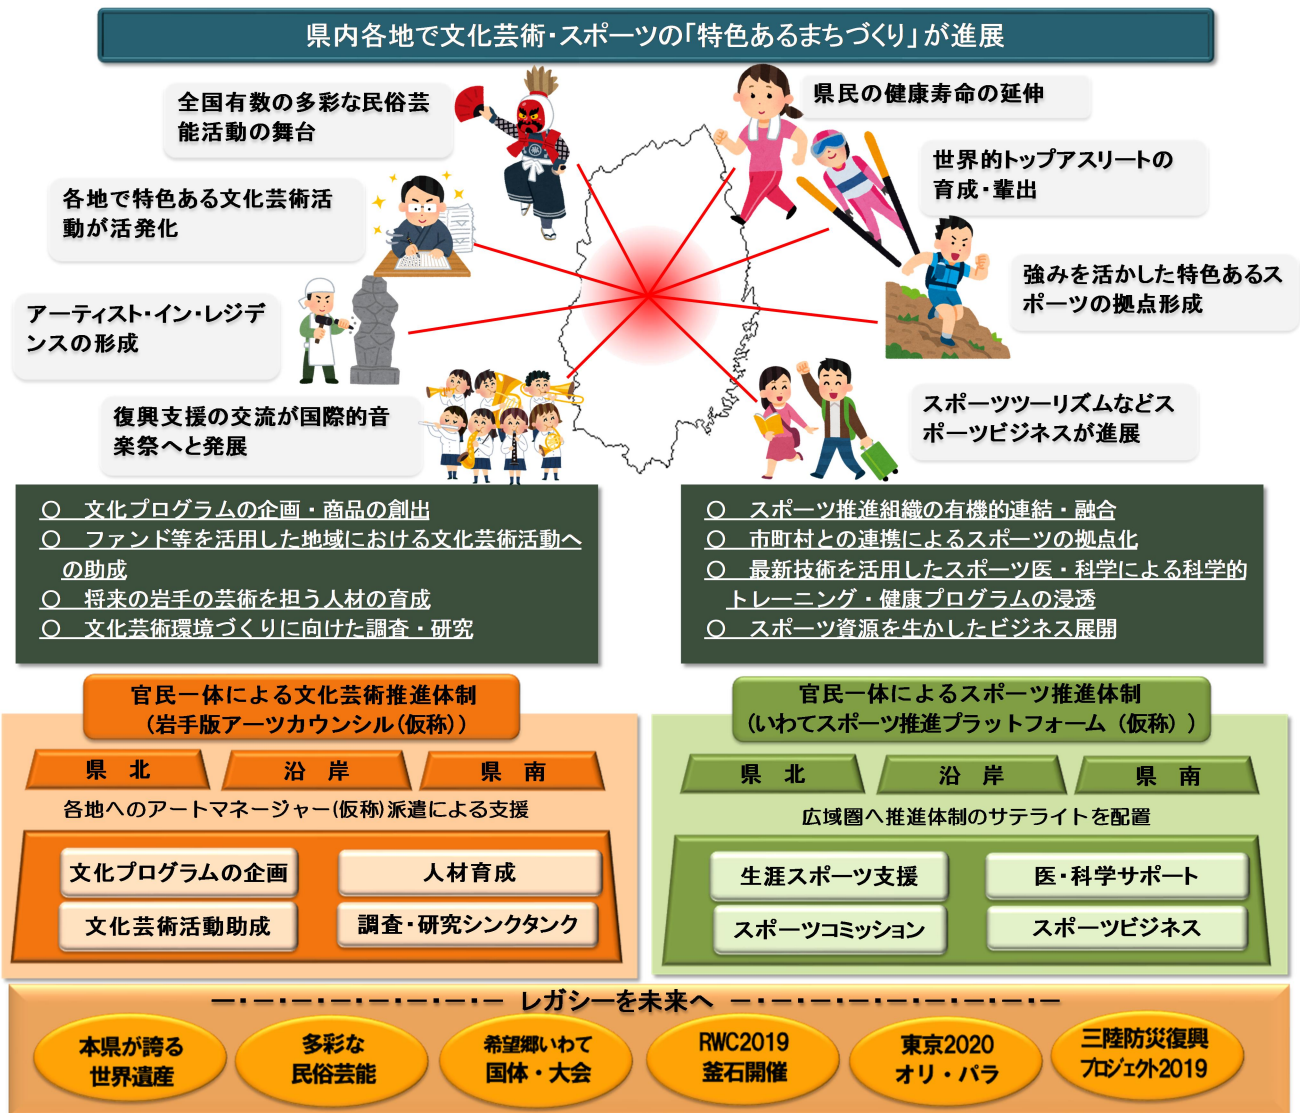 県内各地で文化芸術・スポーツの「特色あるまちづくり」が進展
全国有数の多彩な民俗芸
能活動の舞台
県民の健康寿命の延伸
世界的トップアスリートの
育成・輩出
各地で特色ある文化芸術活
動が活発化
強みを活かした特色あるス
ポーツの拠点形成
アーティスト・イン・レジデ
ンスの形成
復興支援の交流が国際的音
楽祭へと発展
スポーツツーリズムなどス
ポーツビジネスが進展
○　文化プログラムの企画・商品の創出
○　ファンド等を活用した地域における文化芸術活動へ
の助成
○　将来の岩手の芸術を担う人材の育成
○　文化芸術環境づくりに向けた調査・研究
○　スポーツ推進組織の有機的連結・融合
○　市町村との連携によるスポーツの拠点化
○　最新技術を活用したスポーツ医・科学による科学的
トレーニング・健康プログラムの浸透
○　スポーツ資源を生かしたビジネス展開
官民一体による文化芸術推進体制
（岩手版アーツカウンシル（仮称））
県　北
沿　岸
県　南
各地へのアートマネージャー（仮称）派遣による支援
文化プログラムの企画
人材育成
文化芸術活動助成
調査・研究シンクタンク
官民一体によるスポーツ推進体制
（いわてスポーツ推進プラットフォーム（仮称））
県　北
沿　岸
県　南
広域圏へ推進体制のサテライトを配置
生涯スポーツ支援
医・科学サポート
スポーツコミッション
スポーツビジネス
レガシーを未来へ
本県が誇る
世界遺産
多彩な
民俗芸能
希望郷いわて
国体・大会
RWC2019
釜石開催
東京2020
オリ・パラ
三陸防災復興
プロジェクト2019